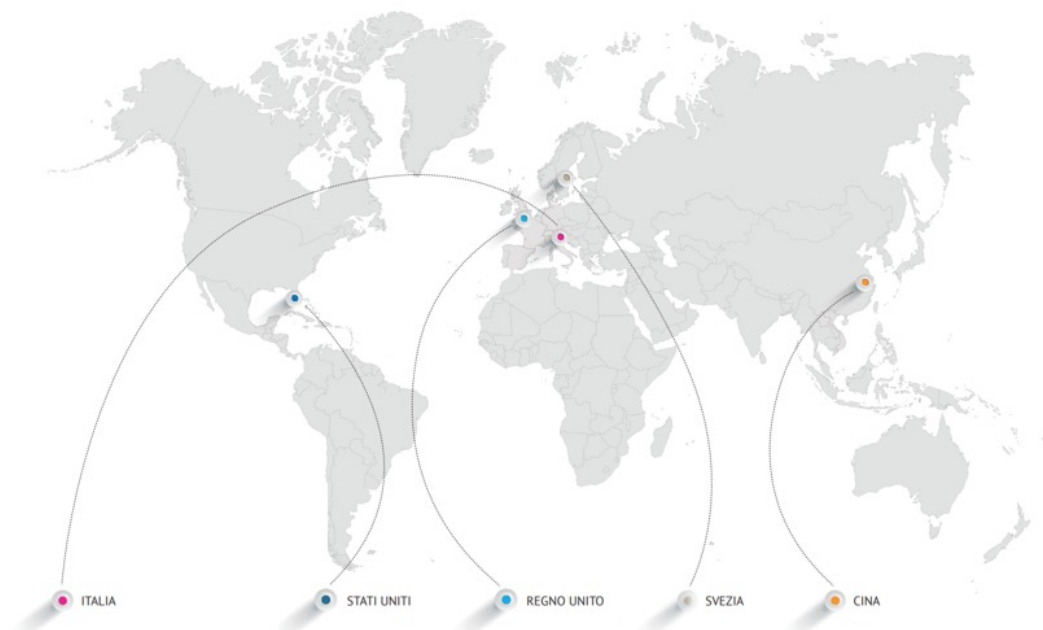 ITALIA
STATI UNITI
REGNO UNITO
SVEZIA
CINA